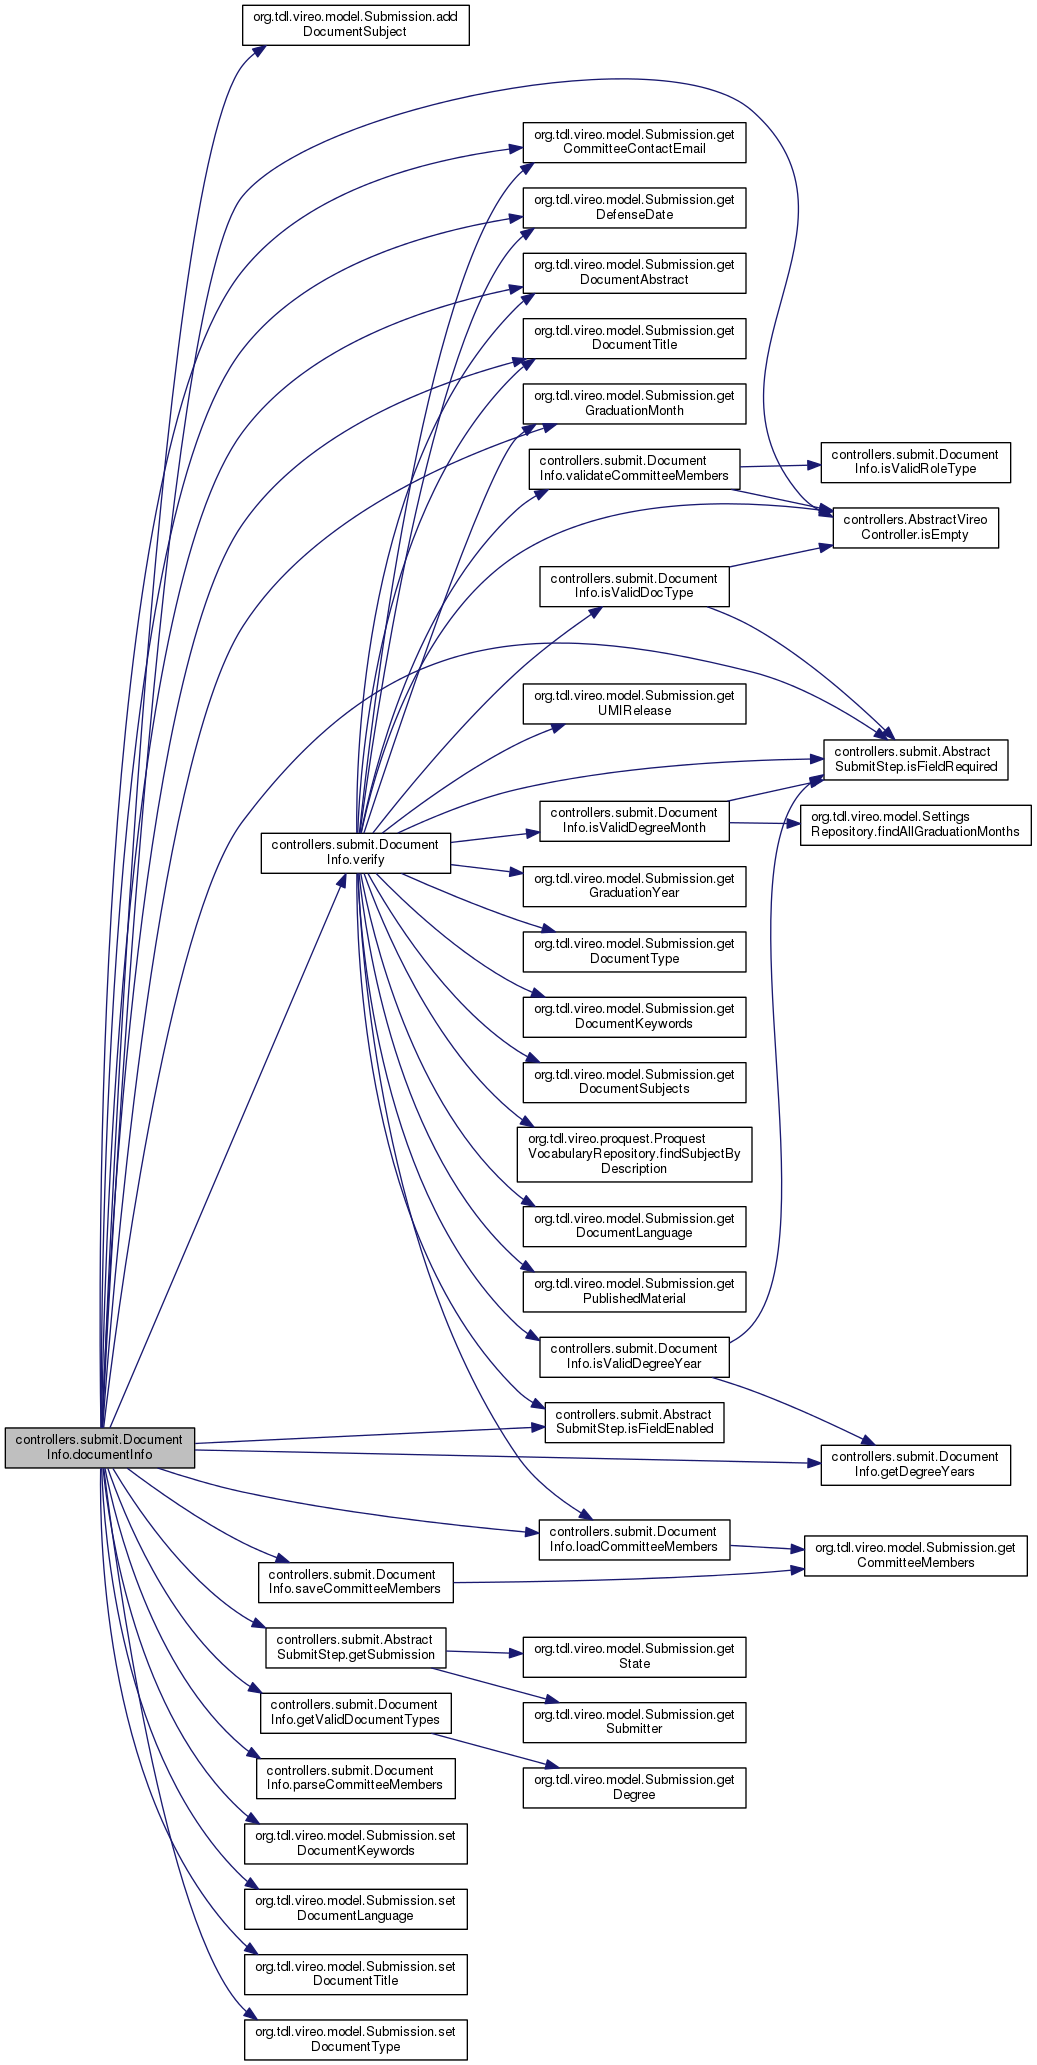 org.tdl.vireo.model.Submission.add
DocumentSubject
org.tdl.vireo.model.Submission.get
CommitteeContactEmail
org.tdl.vireo.model.Submission.get
DefenseDate
org.tdl.vireo.model.Submission.get
DocumentAbstract
org.tdl.vireo.model.Submission.get
DocumentTitle
org.tdl.vireo.model.Submission.get
GraduationMonth
controllers.submit.Document
Info.validateCommitteeMembers
controllers.submit.Document
Info.isValidRoleType
controllers.AbstractVireo
Controller.isEmpty
controllers.submit.Document
Info.isValidDocType
org.tdl.vireo.model.Submission.get
UMIRelease
controllers.submit.Abstract
SubmitStep.isFieldRequired
controllers.submit.Document
Info.isValidDegreeMonth
org.tdl.vireo.model.Settings
Repository.findAllGraduationMonths
controllers.submit.Document
Info.verify
org.tdl.vireo.model.Submission.get
GraduationYear
org.tdl.vireo.model.Submission.get
DocumentType
org.tdl.vireo.model.Submission.get
DocumentKeywords
org.tdl.vireo.model.Submission.get
DocumentSubjects
org.tdl.vireo.proquest.Proquest
VocabularyRepository.findSubjectBy
Description
org.tdl.vireo.model.Submission.get
DocumentLanguage
org.tdl.vireo.model.Submission.get
PublishedMaterial
controllers.submit.Document
Info.isValidDegreeYear
controllers.submit.Abstract
SubmitStep.isFieldEnabled
controllers.submit.Document
Info.documentInfo
controllers.submit.Document
Info.getDegreeYears
controllers.submit.Document
Info.loadCommitteeMembers
org.tdl.vireo.model.Submission.get
CommitteeMembers
controllers.submit.Document
Info.saveCommitteeMembers
controllers.submit.Abstract
SubmitStep.getSubmission
org.tdl.vireo.model.Submission.get
State
controllers.submit.Document
Info.getValidDocumentTypes
org.tdl.vireo.model.Submission.get
Submitter
controllers.submit.Document
Info.parseCommitteeMembers
org.tdl.vireo.model.Submission.get
Degree
org.tdl.vireo.model.Submission.set
DocumentKeywords
org.tdl.vireo.model.Submission.set
DocumentLanguage
org.tdl.vireo.model.Submission.set
DocumentTitle
org.tdl.vireo.model.Submission.set
DocumentType